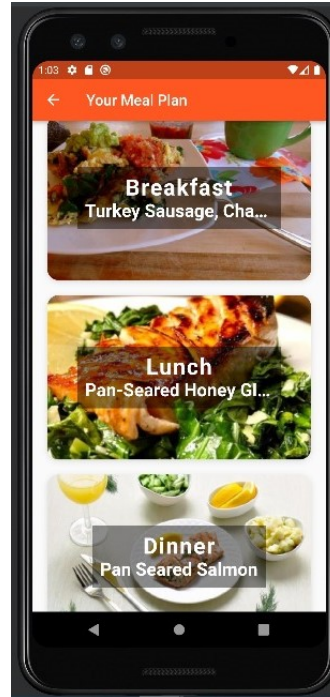 1:03
Your Meal Plan
Breakfast
Turkey Sausage, Cha...
Lunch
Pan-Seared Honey Gl...
Dinner
Pan Seared Salmon